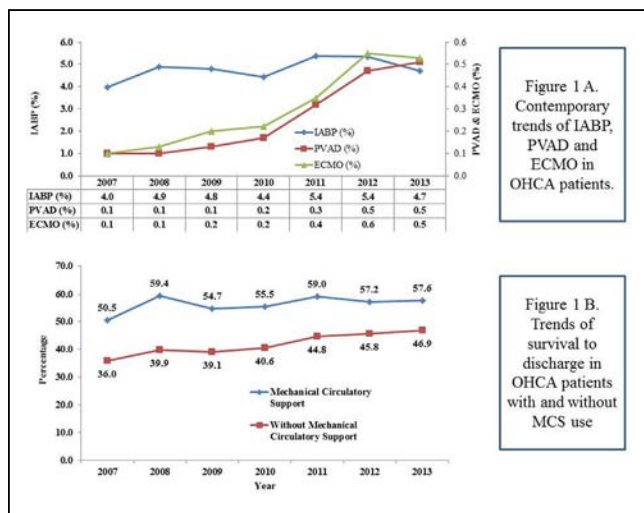 6.0
5.0
4.0
3.0
2.0
1.0
0.0
IABP (%)
0.6
0.5
0.4
0.3
0.2
0.1
0
PVAD & ECMO (%)
IABP (%)
PVAD (%)
ECMO (%)
2007 2008 2009 2010 2011 2012 2013
IABP (%) 4.0 4.9 4.8 4.4 5.4 5.4 4.7
PVAD (%) 0.1 0.1 0.1 0.2 0.3 0.5 0.5
ECMO (%) 0.1 0.1 0.2 0.2 0.4 0.6 0.5
Figure 1 A.
Contemporary
trends of IABP,
PVAD and
ECMO in
OHCA patients.
70.0
60.0
50.0
40.0
30.0
20.0
10.0
0.0
Percentage
50.5 59.4 54.7 55.5 59.0 57.2 57.6
36.0 39.9 39.1 40.6 44.8 45.8 46.9
Mechanical Circulatory
Support
Without Mechanical
Circulatory Support
2007 2008 2009 2010 2011 2012 2013
Year
Figure 1 B.
Trends of
survival to
discharge in
OHCA patients
with and without
MCS use